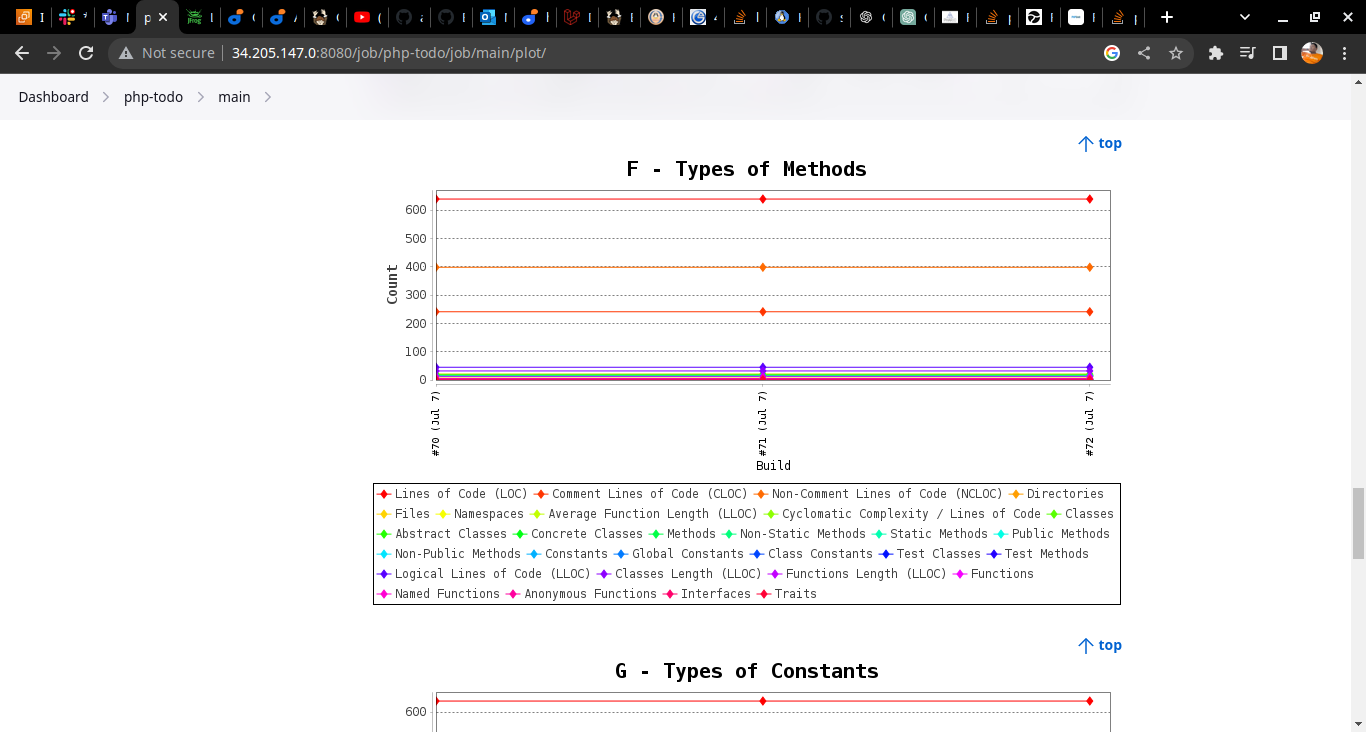 Not secure 34.205.147.0:8080/job/php-todo/job/main/plot/
Dashboard php-todo main
top
F - Types of Methods
600
500
400
300
200
100
0
Count
#70 (Jul 7)
#71 (Jul 7)
#72 (Jul 7)
Build
Lines of Code (LOC) Comment Lines of Code (CLOC) Non-Comment Lines of Code (NCLOC) Directories
Files Namespaces Average Function Length (LLOC) Cyclomatic Complexity / Lines of Code Classes
Abstract Classes Concrete Classes Methods Non-Static Methods Static Methods Public Methods
Non-Public Methods Constants Global Constants Class Constants Test Classes Test Methods
Logical Lines of Code (LLOC) Classes Length (LLOC) Functions Length (LLOC) Functions
Named Functions Anonymous Functions Interfaces Traits
top
G - Types of Constants
600